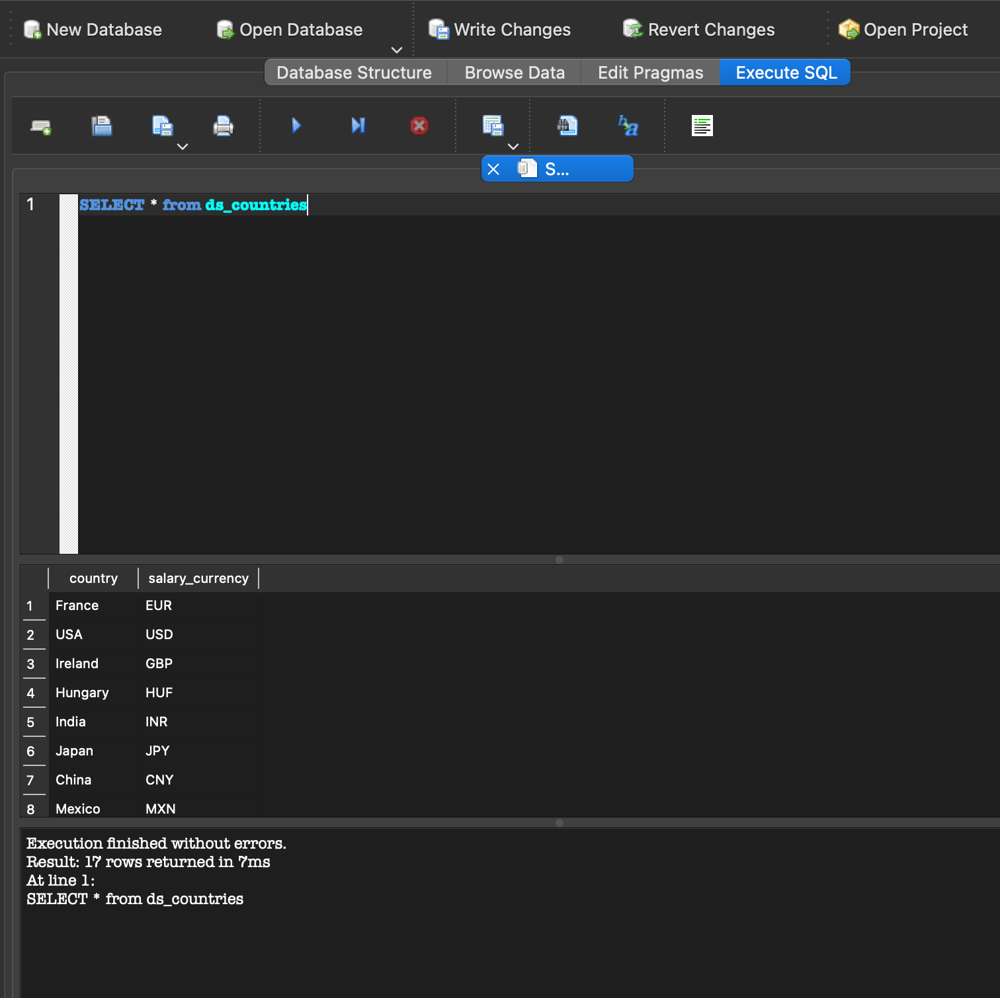 New Database Open Database Write Changes Revert Changes Open Project
Database Structure Browse Data Edit Pragmas Execute SQL
S...
1 SELECT * from ds_countries
country salary_currency
1 France EUR
2 USA USD
3 Ireland GBP
4 Hungary HUF
5 India INR
6 Japan JPY
7 China CNY
8 Mexico MXN
Execution finished without errors.
Result: 17 rows returned in 7ms
At line 1:
SELECT * from ds_countries